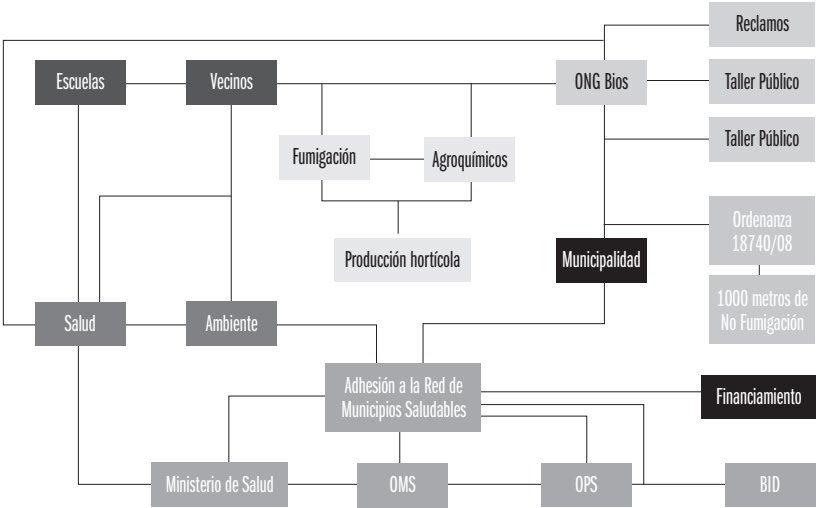 Reclamos
Escuelas
Vecinos
ONG Bios
Taller Público
Taller Público
Fumigación
Agroquímicos
Ordenanza
18740/08
Producción hortícola
Municipalidad
1000 metros de
No Fumigación
Salud
Ambiente
Adhesión a la Red de
Municipios Saludables
Financiamiento
Ministerio de Salud
OMS
OPS
BID